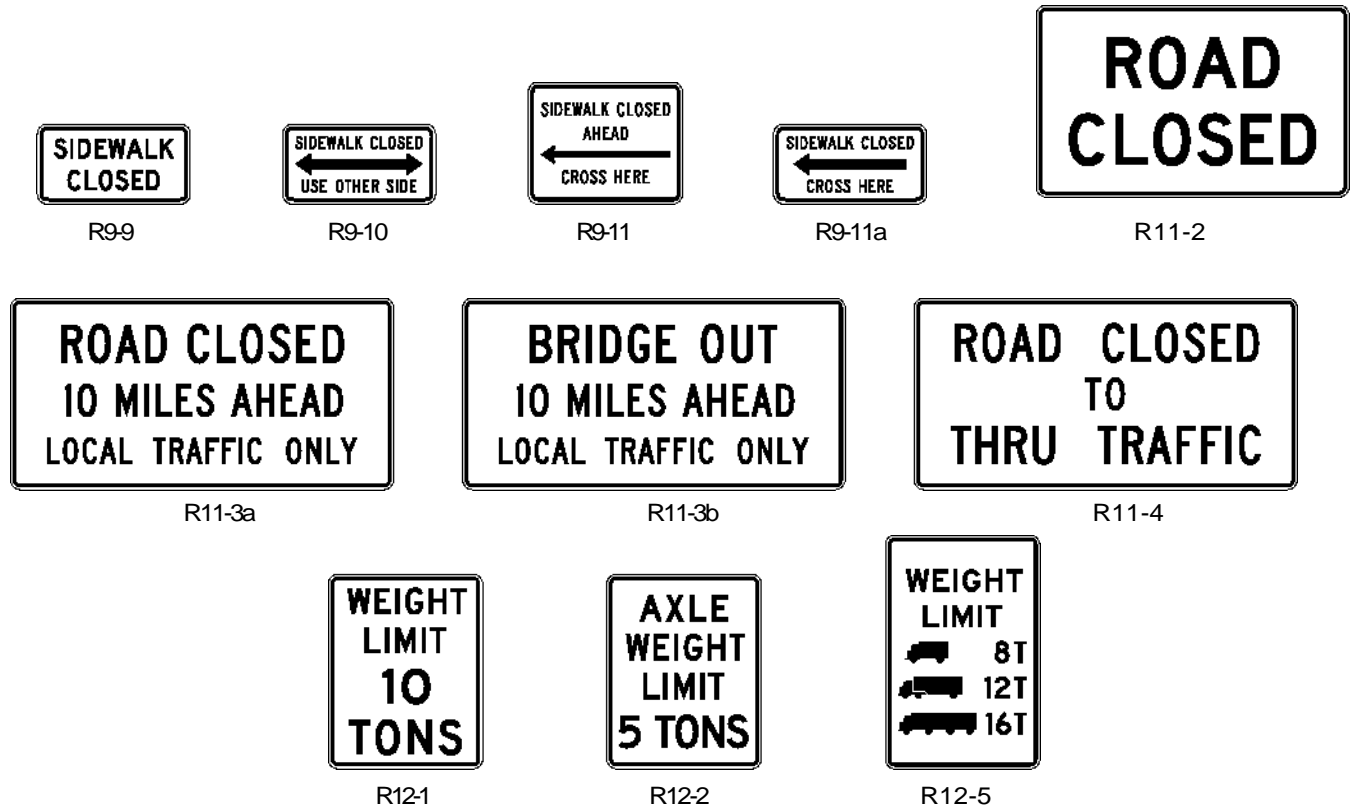 SIDEWALK
CLOSED
R9-9
SIDEWALK CLOSED
USE OTHER SIDE
R9-10
SIDEWALK CLOSED
AHEAD
CROSS HERE
R9-11
SIDEWALK CLOSED
CROSS HERE
R9-11a
ROAD
CLOSED
R11-2
ROAD CLOSED
10 MILES AHEAD
LOCAL TRAFFIC ONLY
R11-3a
BRIDGE OUT
10 MILES AHEAD
LOCAL TRAFFIC ONLY
R11-3b
ROAD CLOSED
TO
THRU TRAFFIC
R11-4
WEIGHT
LIMIT
10
TONS
R12-1
AXLE
WEIGHT
LIMIT
5 TONS
R12-2
WEIGHT
LIMIT
8T
12T
16T
R12-5